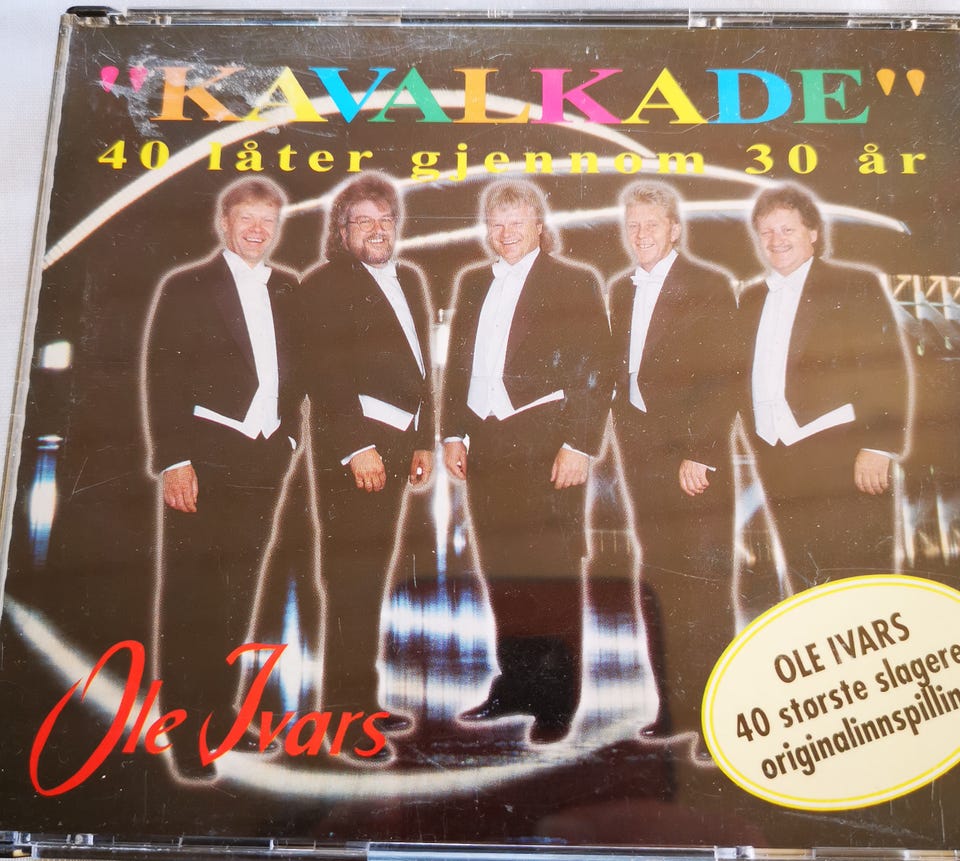 "KAVALKADE"
40 låter gjennom 30 år
Ole Ivars
OLE IVARS
40 største slagere
originalinnspillin